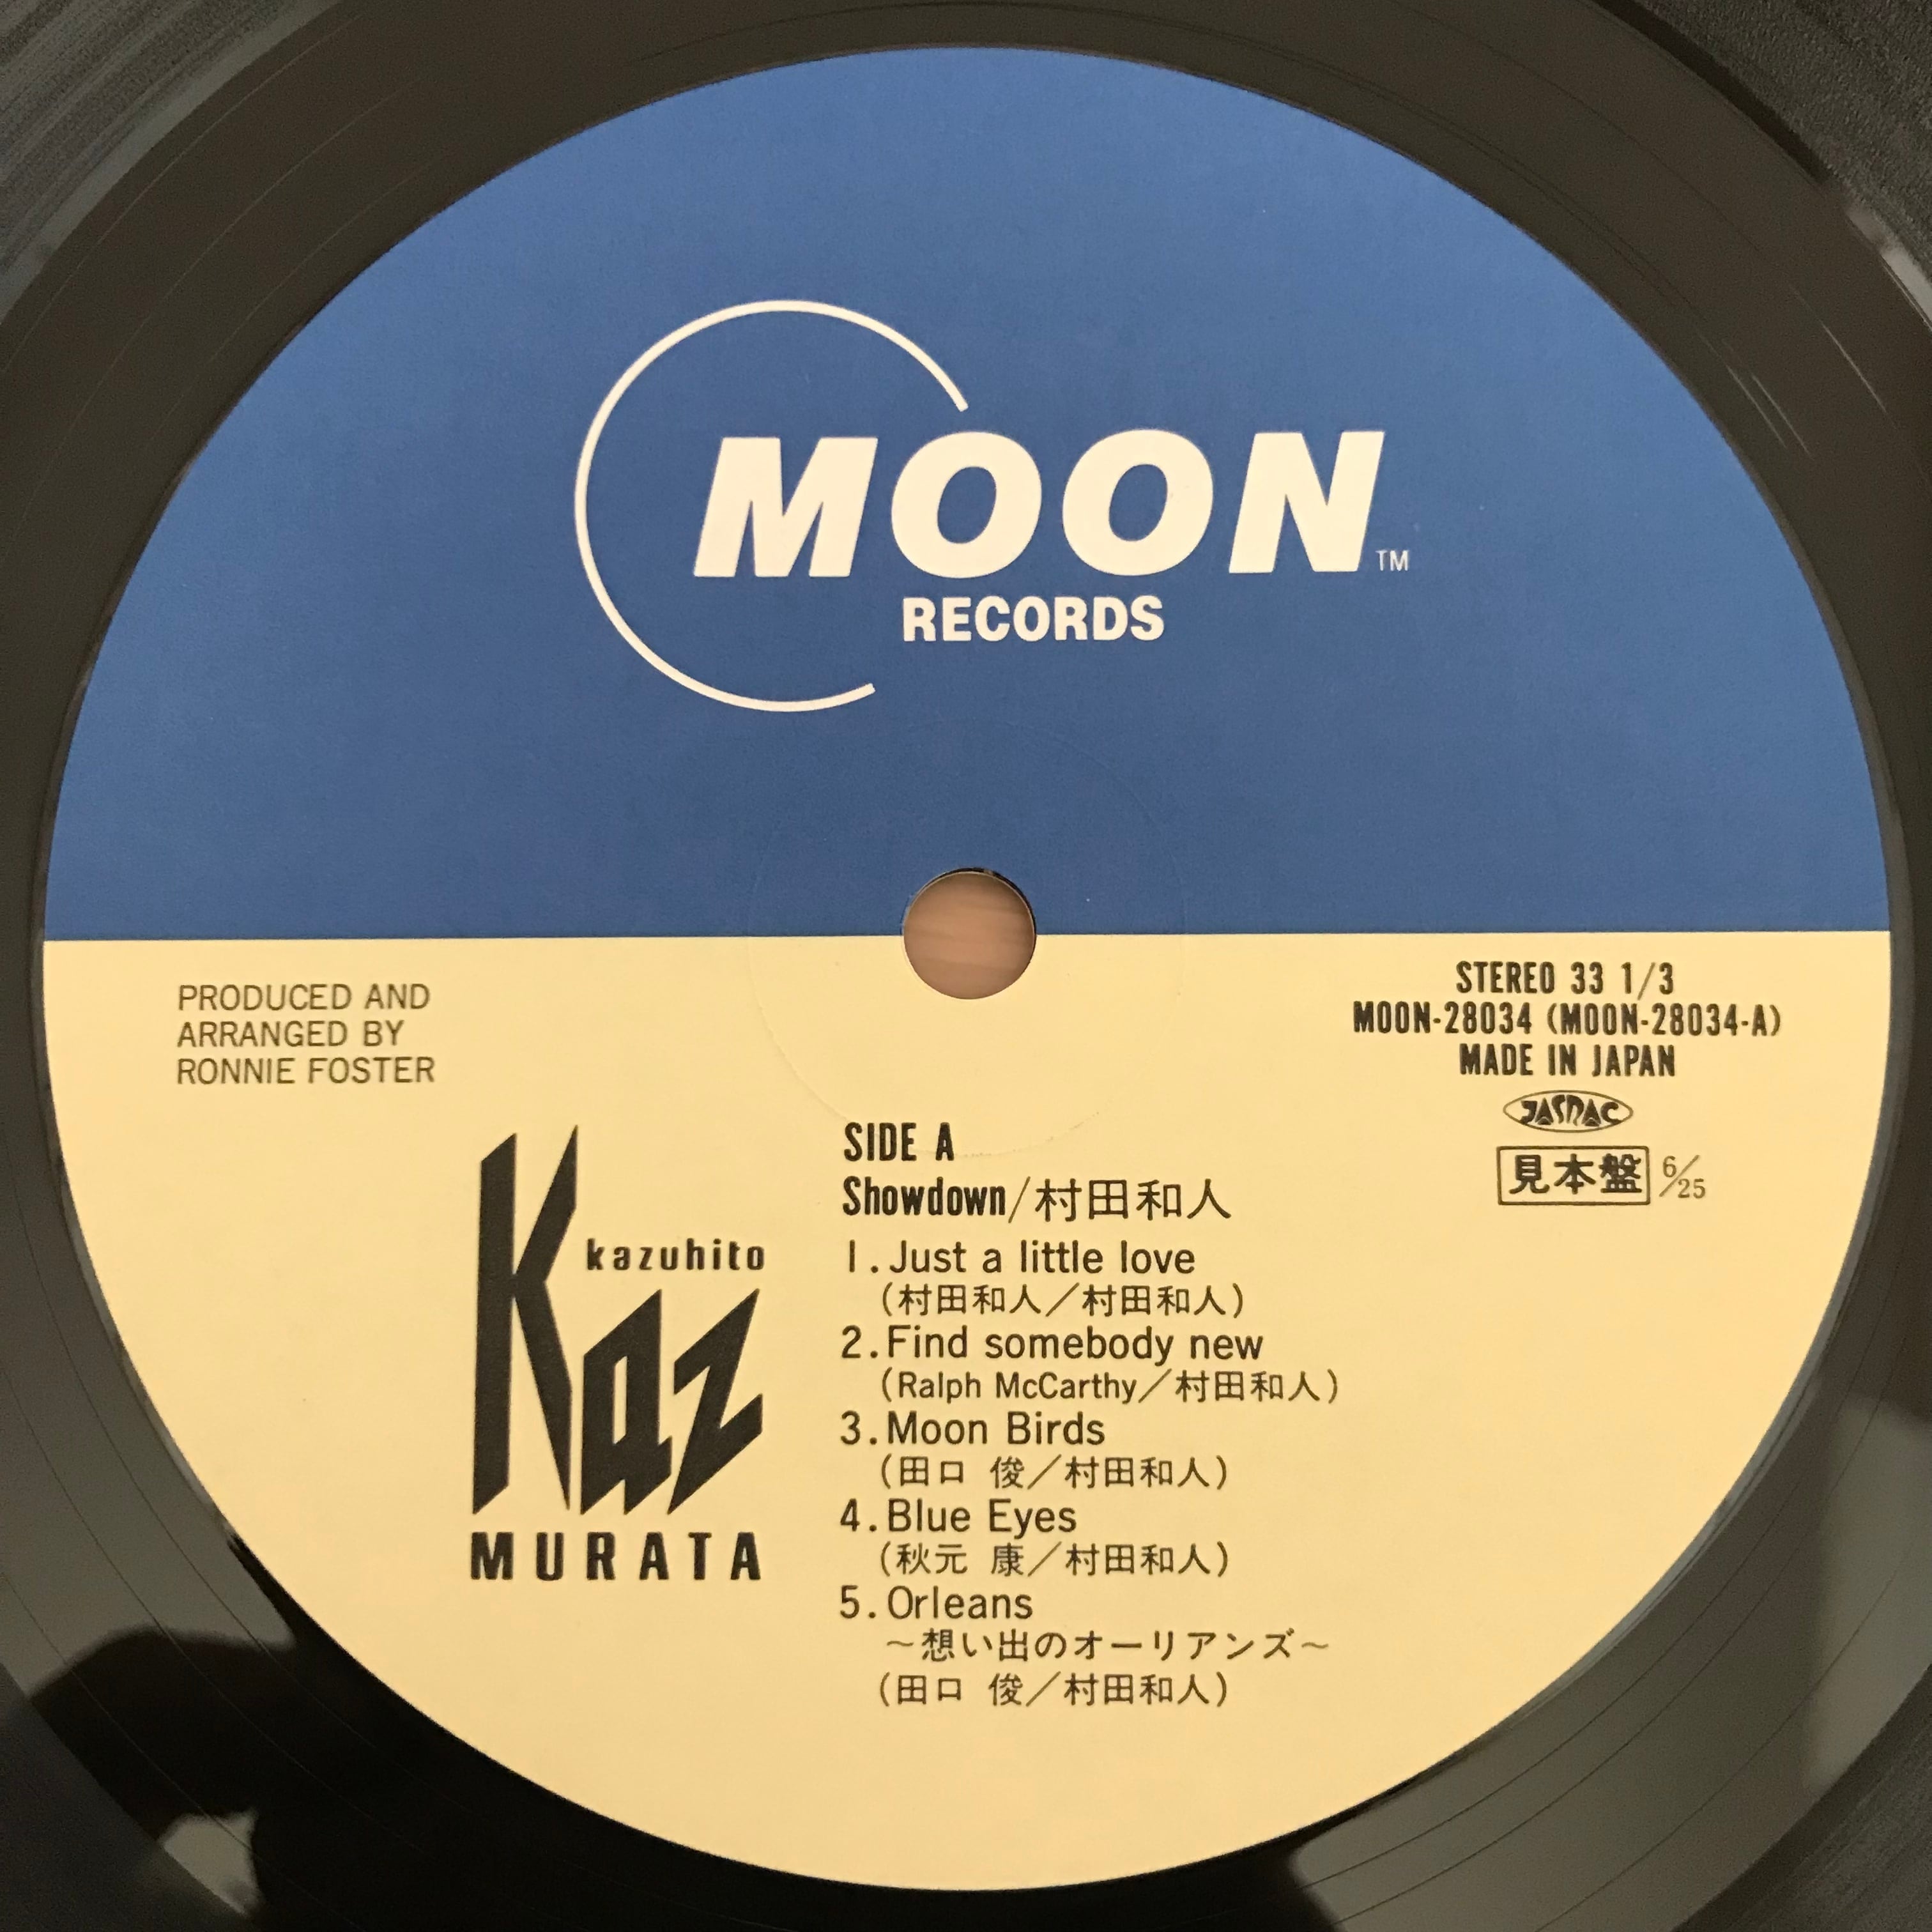 MOON™
RECORDS
PRODUCED AND
ARRANGED BY
RONNIE FOSTER
STEREO 33 1/3
MOON-28034 (MOON-28034-A)
MADE IN JAPAN
JASRAC
見本盤 6/25
kazuhito
Kaz
MURATA
SIDE A
Showdown/村田和人
1.Just a little love
(村田和人／村田和人)
2.Find somebody new
(Ralph McCarthy／村田和人)
3.Moon Birds
(田口 俊／村田和人)
4.Blue Eyes
(秋元 康／村田和人)
5.Orleans
～想い出のオーリアンズ～
(田口 俊／村田和人)